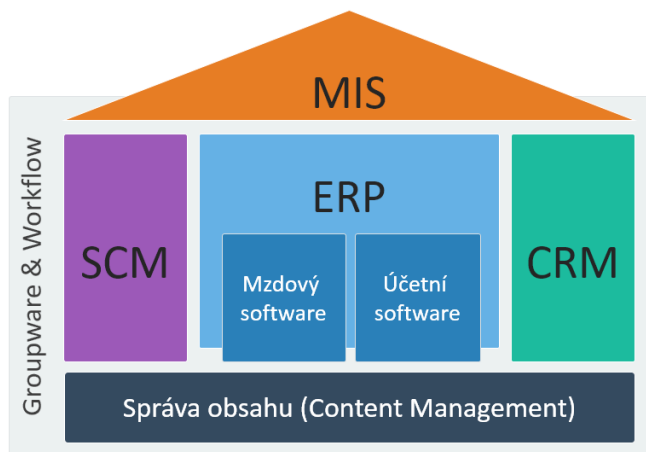 MIS
Groupware & Workflow
SCM
ERP
Mzdový
software
Účetní
software
CRM
Správa obsahu (Content Management)